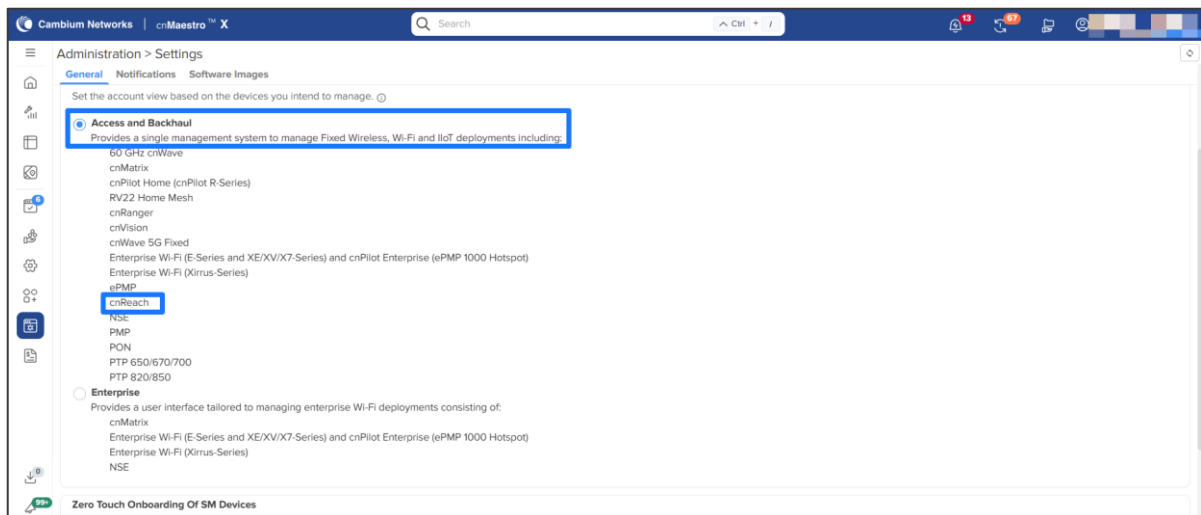 Cambium Networks | cnMaestro™ X
Search
Ctrl + /
13
67
Administration > Settings
General Notifications Software Images
Set the account view based on the devices you intend to manage.
Access and Backhaul
Provides a single management system to manage Fixed Wireless, Wi-Fi and IIoT deployments including:
60 GHz cnWave
cnMatrix
cnPilot Home (cnPilot R-Series)
RV22 Home Mesh
6
cnRanger
cnVision
cnWave 5G Fixed
Enterprise Wi-Fi (E-Series and XE/XV/X7-Series) and cnPilot Enterprise (ePMP 1000 Hotspot)
Enterprise Wi-Fi (Xirrus-Series)
ePMP
cnReach
NSE
PMP
PON
PTP 650/670/700
PTP 820/850
Enterprise
Provides a user interface tailored to managing enterprise Wi-Fi deployments consisting of:
cnMatrix
Enterprise Wi-Fi (E-Series and XE/XV/X7-Series) and cnPilot Enterprise (ePMP 1000 Hotspot)
Enterprise Wi-Fi (Xirrus-Series)
NSE
0
99+
Zero Touch Onboarding Of SM Devices